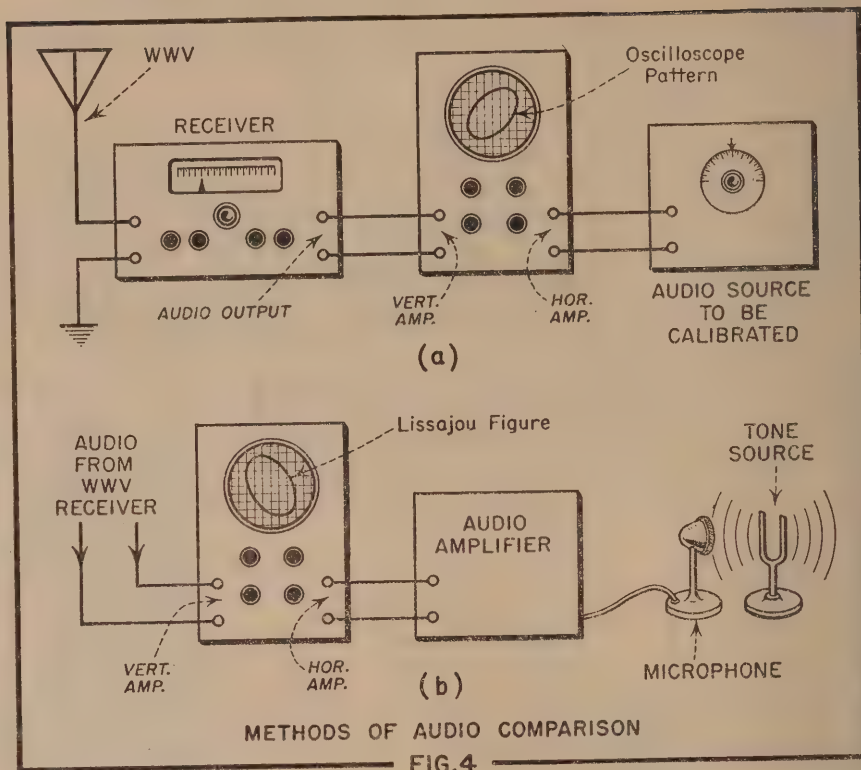 WWV
RECEIVER
Oscilloscope
Pattern
AUDIO OUTPUT
VERT.
AMP.
HOR.
AMP.
AUDIO SOURCE
TO BE
CALIBRATED
(a)
AUDIO
FROM
WWV
RECEIVER
Lissajou Figure
AUDIO
AMPLIFIER
TONE
SOURCE
VERT.
AMP.
HOR.
AMP.
MICROPHONE
(b)
METHODS OF AUDIO COMPARISON
FIG.4